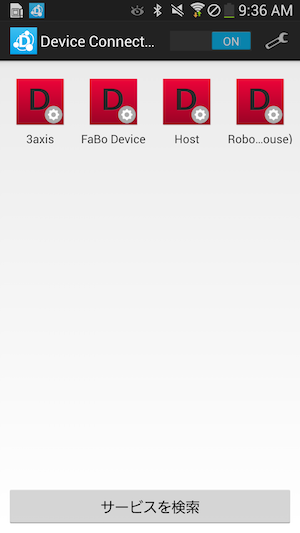 9:36 AM
Device Connect... ON
D D D D
3axis FaBo Device Host Robo...ouse)
サービスを検索